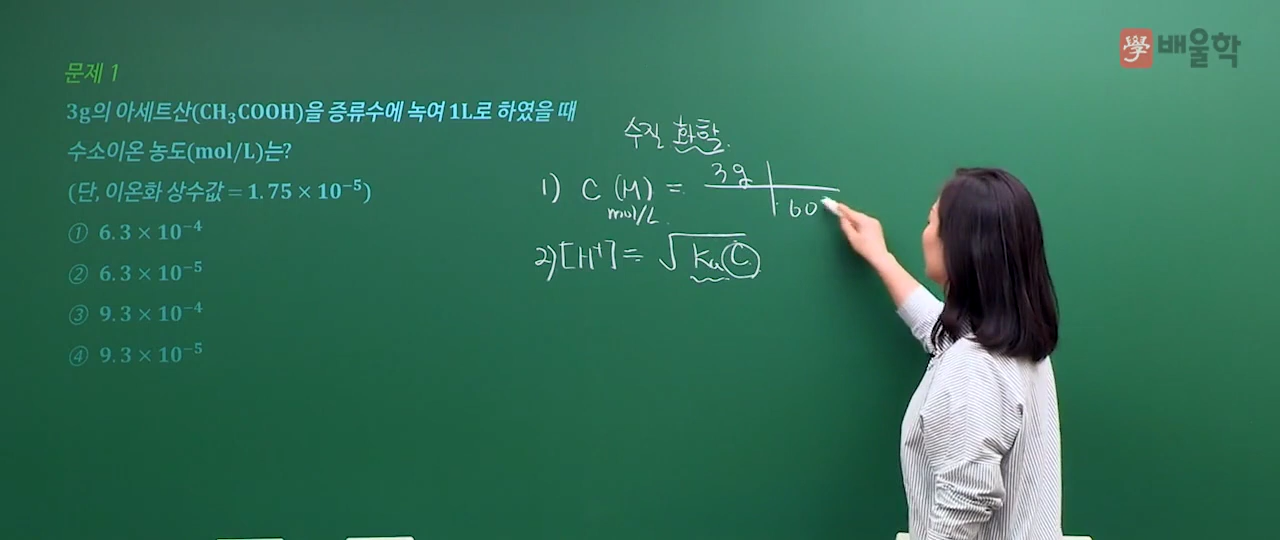 學 배울학
문제 1
3g의 아세트산(CH₃COOH)을 증류수에 녹여 1L로 하였을 때
수소이온 농도(mol/L)는?
(단, 이온화 상수값 = 1.75 × 10⁻⁵)
① 6.3 × 10⁻⁴
② 6.3 × 10⁻⁵
③ 9.3 × 10⁻⁴
④ 9.3 × 10⁻⁵
수질 화학.
1) C (M) = 3g | 60
mol/L.
2) [H⁺] = √Ka C